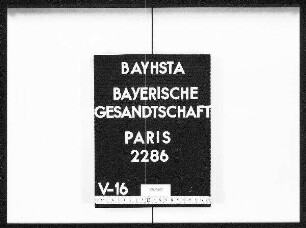 BAYHSTA
BAYERISCHE
GESANDTSCHAFT
PARIS
2286
V-16